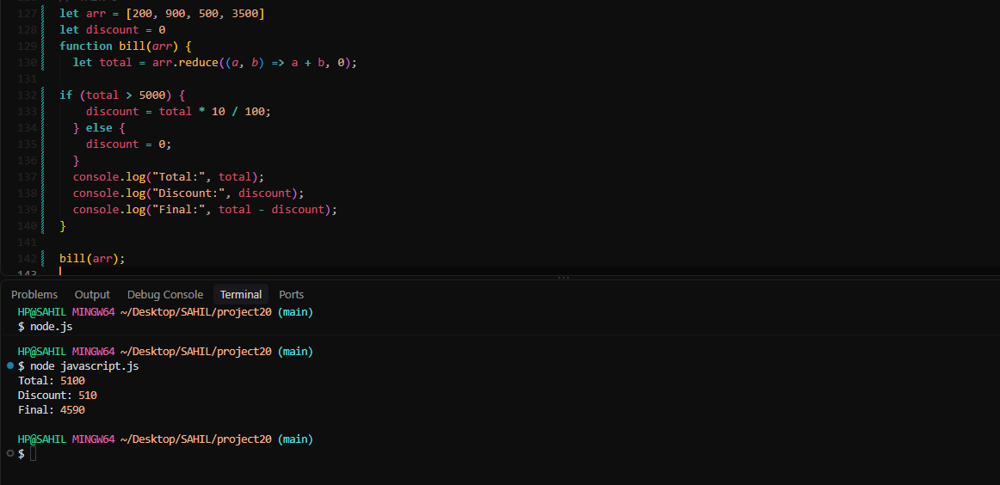 127 let arr = [200, 900, 500, 3500]
128 let discount = 0
129 function bill(arr) {
130 let total = arr.reduce((a, b) => a + b, 0);
131
132 if (total > 5000) {
133 discount = total * 10 / 100;
134 } else {
135 discount = 0;
136 }
137 console.log("Total:", total);
138 console.log("Discount:", discount);
139 console.log("Final:", total - discount);
140 }
141
142 bill(arr);
143
Problems Output Debug Console Terminal Ports
HP@SAHIL MINGW64 ~/Desktop/SAHIL/project20 (main)
$ node.js
HP@SAHIL MINGW64 ~/Desktop/SAHIL/project20 (main)
$ node javascript.js
Total: 5100
Discount: 510
Final: 4590
HP@SAHIL MINGW64 ~/Desktop/SAHIL/project20 (main)
$